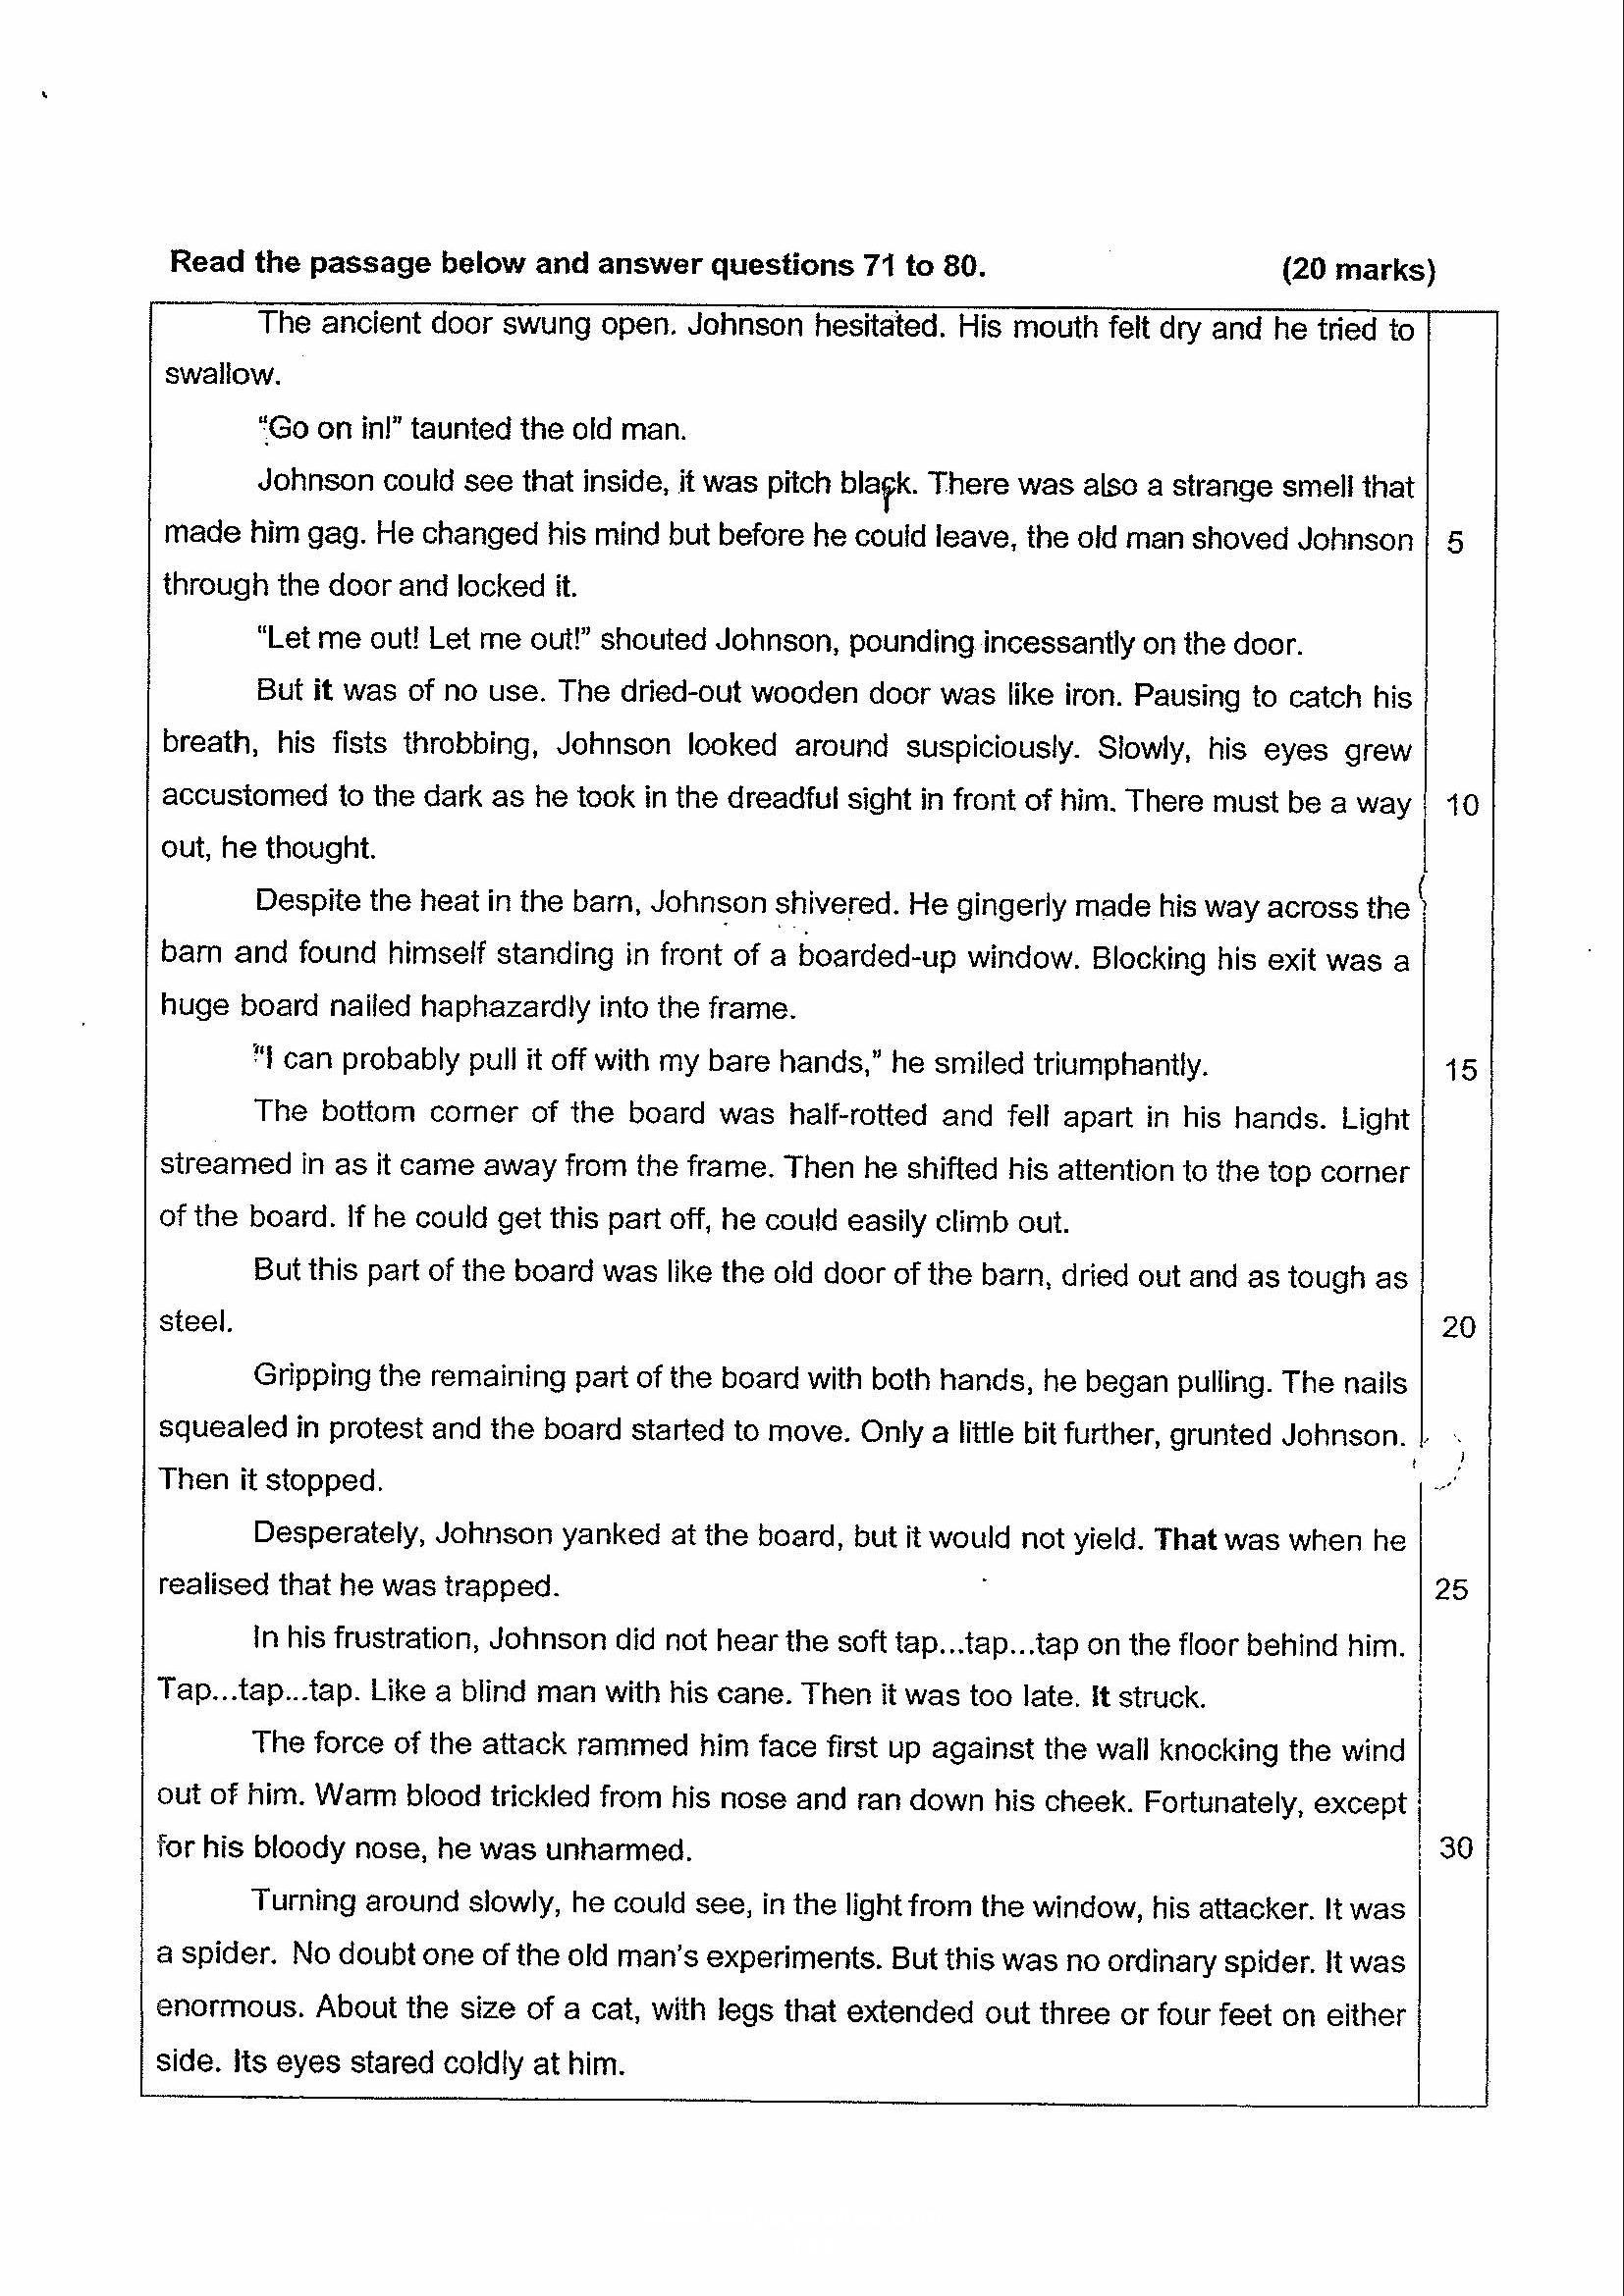 Read the passage below and answer questions 71 to 80. (20 marks)
The ancient door swung open. Johnson hesitated. His mouth felt dry and he tried to
swallow.
“Go on in!” taunted the old man.
Johnson could see that inside, it was pitch black. There was also a strange smell that
made him gag. He changed his mind but before he could leave, the old man shoved Johnson 5
through the door and locked it.
“Let me out! Let me out!” shouted Johnson, pounding incessantly on the door.
But it was of no use. The dried-out wooden door was like iron. Pausing to catch his
breath, his fists throbbing, Johnson looked around suspiciously. Slowly, his eyes grew
accustomed to the dark as he took in the dreadful sight in front of him. There must be a way 10
out, he thought.
Despite the heat in the barn, Johnson shivered. He gingerly made his way across the
barn and found himself standing in front of a boarded-up window. Blocking his exit was a
huge board nailed haphazardly into the frame.
“I can probably pull it off with my bare hands,” he smiled triumphantly. 15
The bottom corner of the board was half-rotted and fell apart in his hands. Light
streamed in as it came away from the frame. Then he shifted his attention to the top corner
of the board. If he could get this part off, he could easily climb out.
But this part of the board was like the old door of the barn, dried out and as tough as
steel. 20
Gripping the remaining part of the board with both hands, he began pulling. The nails
squealed in protest and the board started to move. Only a little bit further, grunted Johnson.
Then it stopped.
Desperately, Johnson yanked at the board, but it would not yield. That was when he
realised that he was trapped. 25
In his frustration, Johnson did not hear the soft tap...tap...tap on the floor behind him.
Tap...tap...tap. Like a blind man with his cane. Then it was too late. It struck.
The force of the attack rammed him face first up against the wall knocking the wind
out of him. Warm blood trickled from his nose and ran down his cheek. Fortunately, except
for his bloody nose, he was unharmed. 30
Turning around slowly, he could see, in the light from the window, his attacker. It was
a spider. No doubt one of the old man's experiments. But this was no ordinary spider. It was
enormous. About the size of a cat, with legs that extended out three or four feet on either
side. Its eyes stared coldly at him.